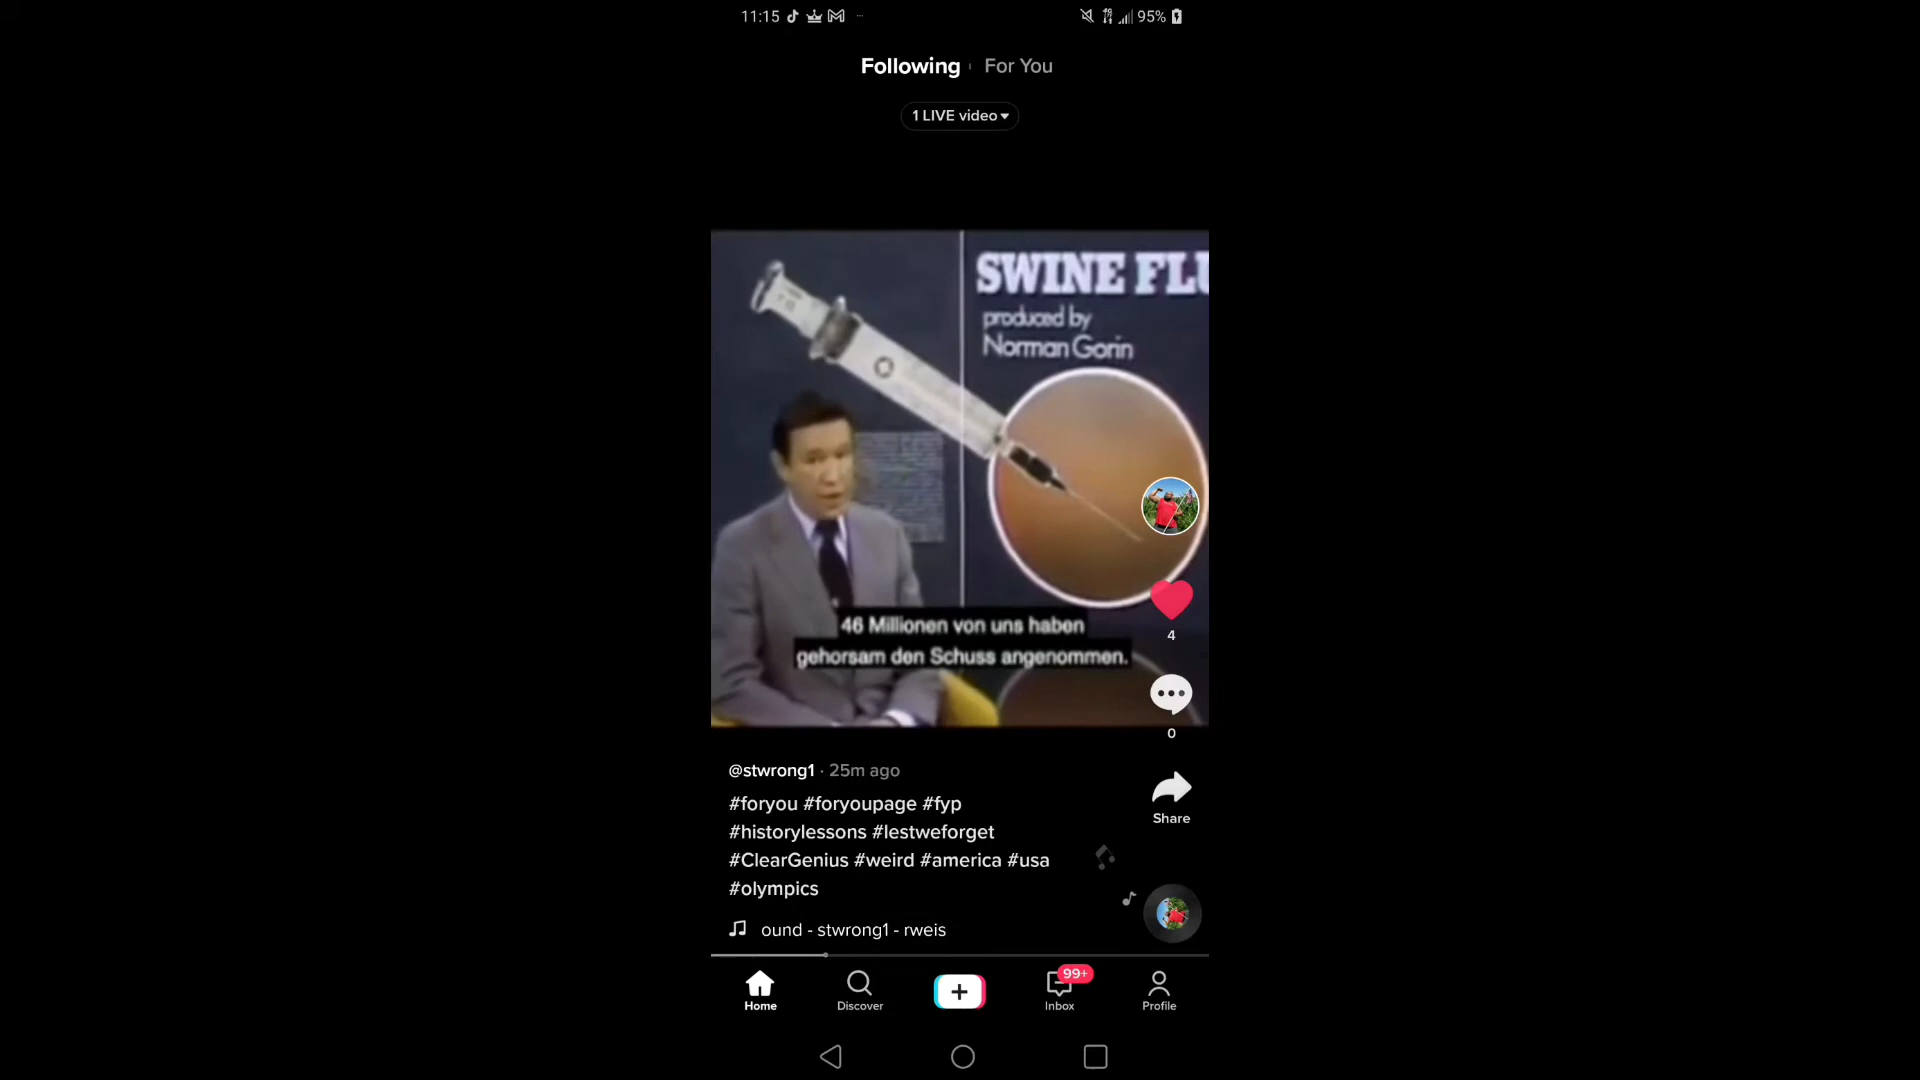 11:15
95%
Following
For You
1 LIVE video
SWINE FLU
produced by
Norman Gorin
46 Millionen von uns haben
gehorsam den Schuss angenommen.
4
0
@stwrong1 · 25m ago
#foryou #foryoupage #fyp
#historylessons #lestweforget
#ClearGenius #weird #america #usa
#olympics
Share
ound - stwrong1 - rweis
Home
Discover
99+
Inbox
Profile